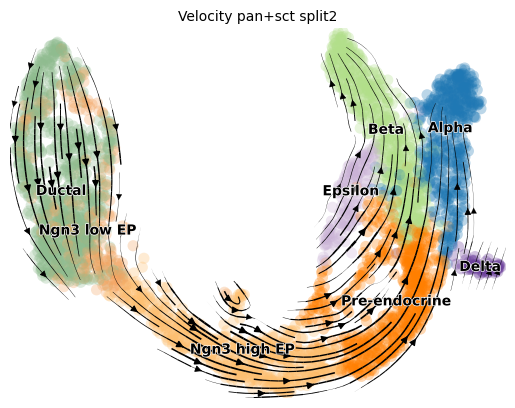 Velocity pan+sct split2
Beta
Alpha
Ductal
Epsilon
Ngn3 low EP
Delta
Pre-endocrine
Ngn3 high EP